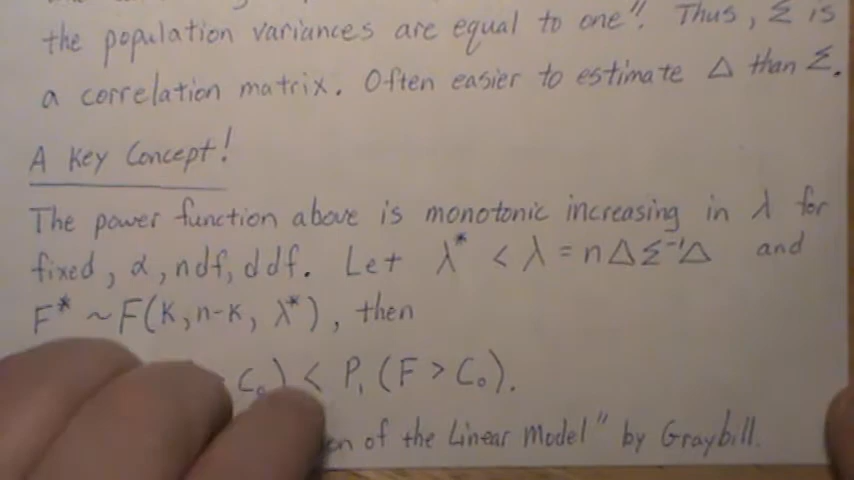 the population variances are equal to one". Thus, Σ is
a correlation matrix. Often easier to estimate Δ than Σ.
A Key Concept!
The power function above is monotonic increasing in λ for
fixed, α, ndf, ddf. Let λ* < λ = nΔΣ⁻¹Δ and
F* ~ F(K, n-K, λ*), then
C₀) < P₁ (F > C₀).
of the Linear Model" by Graybill.